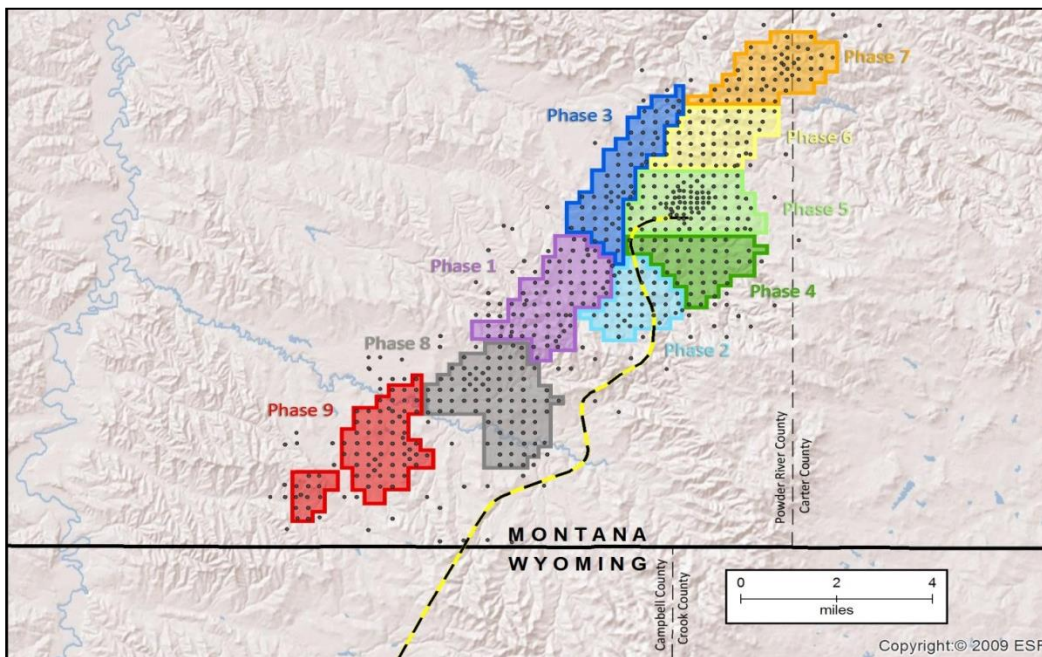 Phase 7
Phase 3
Phase 6
Phase 5
Phase 1
Phase 4
Phase 8
Phase 2
Phase 9
Powder River County
Carter County
MONTANA
WYOMING
Campbell County
Crook County
0 2 4
miles
Copyright:© 2009 ESR